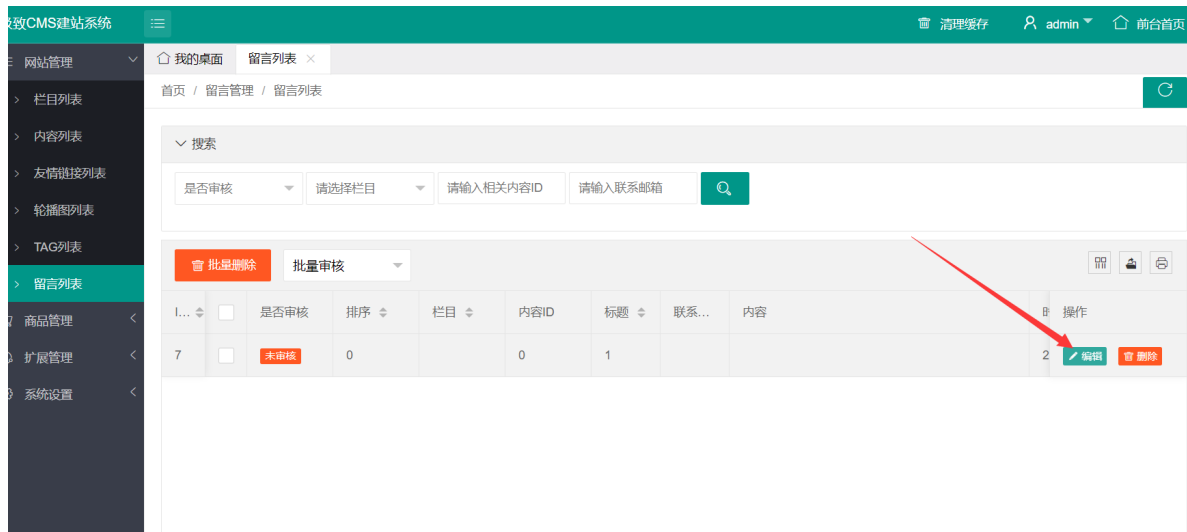 致CMS建站系统
清理缓存 admin 前台首页
网站管理
栏目列表
内容列表
友情链接列表
轮播图列表
TAG列表
留言列表
商品管理
扩展管理
系统设置
我的桌面 留言列表
首页 / 留言管理 / 留言列表
搜索
是否审核 请选择栏目 请输入相关内容ID 请输入联系邮箱
批量删除 批量审核
I... 是否审核 排序 栏目 内容ID 标题 联系... 内容 操作
7 未审核 0 0 1 2 编辑 删除